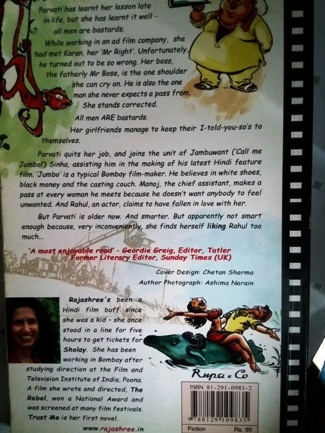 Parvati has learnt her lesson late
in life, but she has learnt it well -
all men are bastards.
While working in an ad film company, she
had met Karan, her 'Mr Right'. Unfortunately,
he turned out to be so wrong. Her boss,
the fatherly Mr Bose, is the one shoulder
she can cry on. He is also the one
man she never expects a pass from.
She stands corrected.
All men ARE bastards.
Her girlfriends manage to keep their I-told-you-so's to
themselves.
Parvati quits her job, and joins the unit of Jambuwant ('Call me
Jumbo!') Sinha, assisting him in the making of his latest Hindi feature
film. 'Jumbo' is a typical Bombay film-maker. He believes in white shoes,
black money and the casting couch. Manoj, the chief assistant, makes a
pass at every woman he meets because he doesn't want anybody to feel
unwanted. And Rahul, an actor, claims to have fallen in love with her.
But Parvati is older now. And smarter. But apparently not smart
enough because, very inconveniently, she finds herself liking Rahul too
much...
'A most enjoyable read' - Geordie Greig, Editor, Tatler
Former Literary Editor, Sunday Times (UK)
Cover Design: Chetan Sharma
Author Photograph: Ashima Narain
Rajashree's been a
Hindi film buff since
she was a kid - she once
stood in a line for five
hours to get tickets for
Sholay. She has been
working in Bombay after
studying direction at the Film and
Television Institute of India, Poona.
A film she wrote and directed, The
Rebel, won a National Award and
was screened at many film festivals.
Trust Me is her first novel.
www.rajashree.in
Rupa & Co
ISBN 81-291-0983-2
9 788129 109835
Fiction
Rs. 95